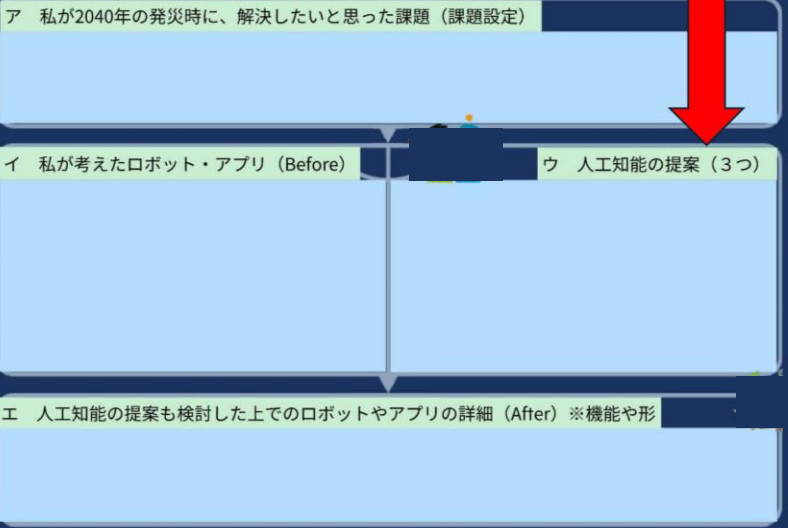 ア 私が2040年の発災時に、解決したいと思った課題（課題設定）
イ 私が考えたロボット・アプリ（Before）
ウ 人工知能の提案（３つ）
エ 人工知能の提案も検討した上でのロボットやアプリの詳細（After）※機能や形